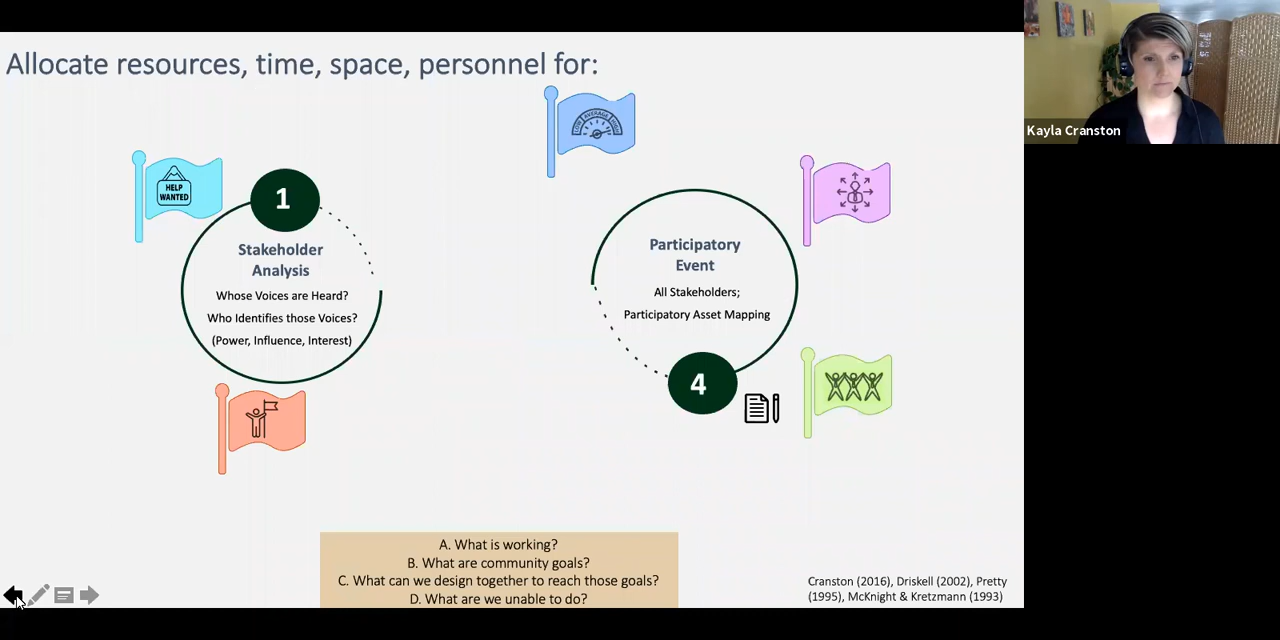 Allocate resources, time, space, personnel for:
HELP
WANTED
1
Stakeholder
Analysis
Whose Voices are Heard?
Who Identifies those Voices?
(Power, Influence, Interest)
LOW AVERAGE HIGH
Participatory
Event
All Stakeholders;
Participatory Asset Mapping
4
A. What is working?
B. What are community goals?
C. What can we design together to reach those goals?
D. What are we unable to do?
Cranston (2016), Driskell (2002), Pretty
(1995), McKnight & Kretzmann (1993)
Kayla Cranston